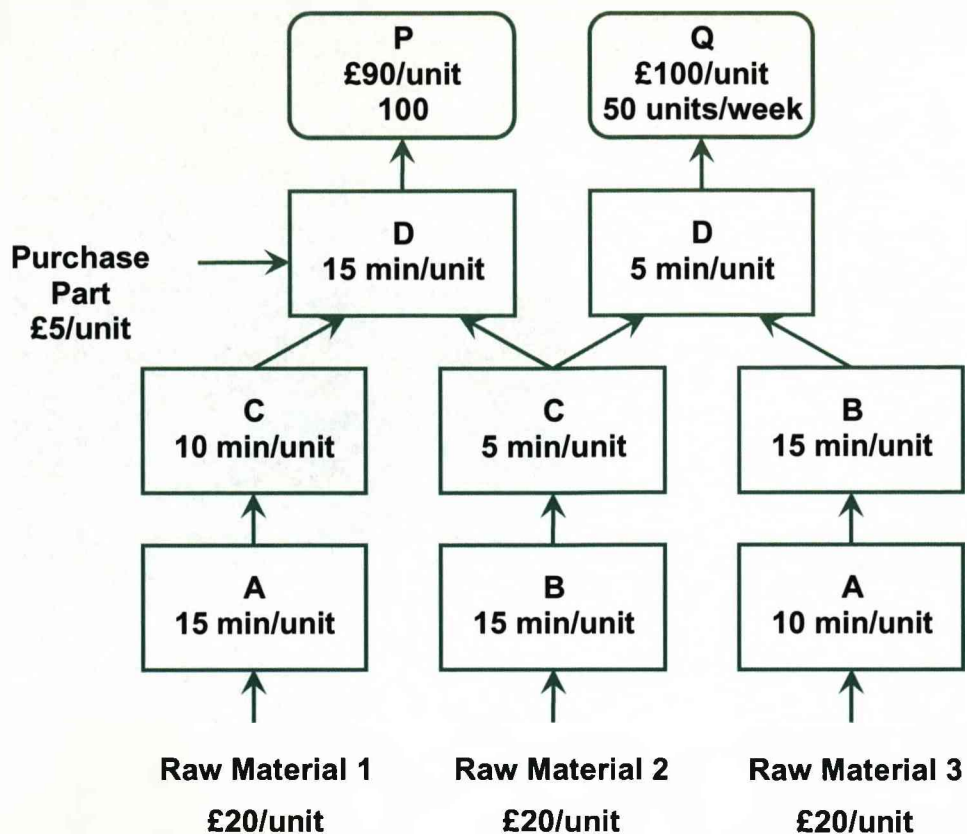 P
£90/unit
100
Q
£100/unit
50 units/week
D
15 min/unit
D
5 min/unit
Purchase
Part
£5/unit
C
10 min/unit
C
5 min/unit
B
15 min/unit
A
15 min/unit
B
15 min/unit
A
10 min/unit
Raw Material 1
£20/unit
Raw Material 2
£20/unit
Raw Material 3
£20/unit